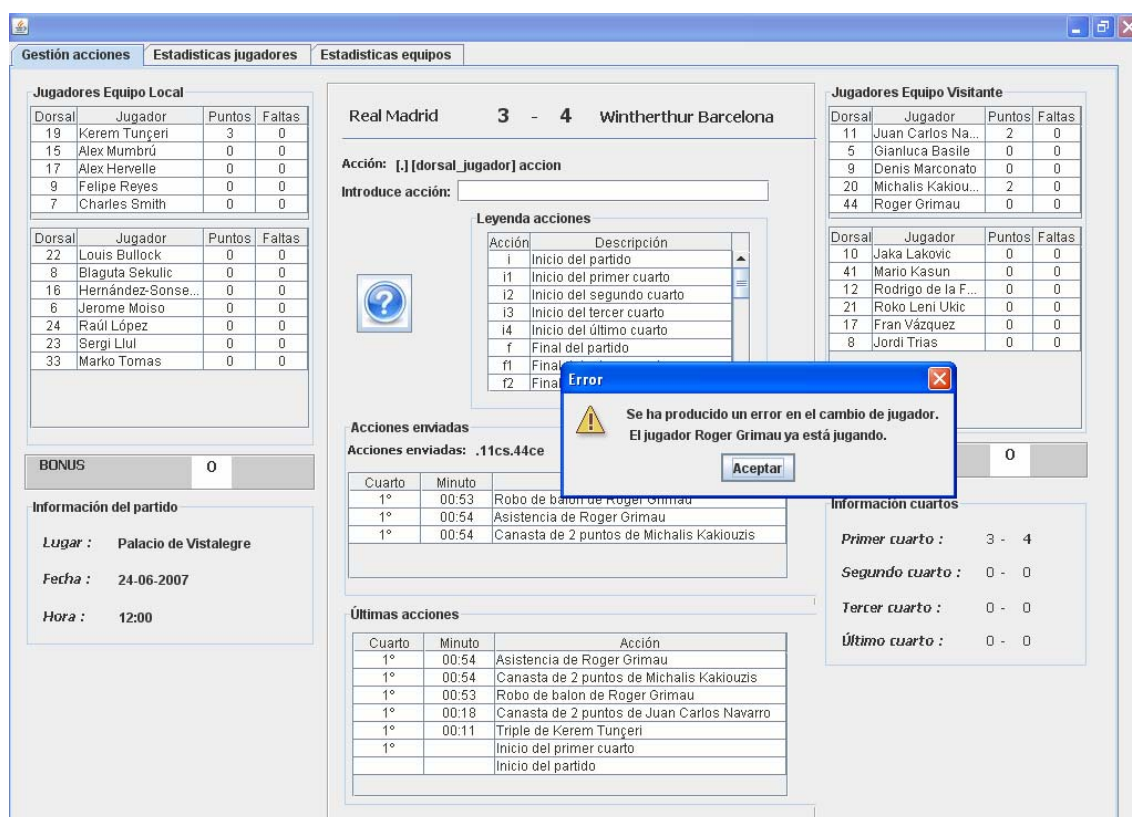 Gestión acciones Estadisticas jugadores Estadisticas equipos
Jugadores Equipo Local
Dorsal Jugador Puntos Faltas
19 Kerem Tunçeri 3 0
15 Alex Mumbrú 0 0
17 Alex Hervelle 0 0
9 Felipe Reyes 0 0
7 Charles Smith 0 0
Dorsal Jugador Puntos Faltas
22 Louis Bullock 0 0
8 Blaguta Sekulic 0 0
16 Hernández-Sonse... 0 0
6 Jerome Moiso 0 0
24 Raúl López 0 0
23 Sergi Llul 0 0
33 Marko Tomas 0 0
BONUS 0
Información del partido
Lugar : Palacio de Vistalegre
Fecha : 24-06-2007
Hora : 12:00
Real Madrid 3 - 4 Wintherthur Barcelona
Acción: [.] [dorsal_jugador] accion
Introduce acción:
Leyenda acciones
Acción Descripción
i Inicio del partido
i1 Inicio del primer cuarto
i2 Inicio del segundo cuarto
i3 Inicio del tercer cuarto
i4 Inicio del último cuarto
f Final del partido
f1
f2
Error
Se ha producido un error en el cambio de jugador.
El jugador Roger Grimau ya está jugando.
Aceptar
Acciones enviadas
Acciones enviadas: .11cs.44ce
Cuarto Minuto
1º 00:53 Robo de balon de Roger Grimau
1º 00:54 Asistencia de Roger Grimau
1º 00:54 Canasta de 2 puntos de Michalis Kakiouzis
Últimas acciones
Cuarto Minuto Acción
1º 00:54 Asistencia de Roger Grimau
1º 00:54 Canasta de 2 puntos de Michalis Kakiouzis
1º 00:53 Robo de balon de Roger Grimau
1º 00:18 Canasta de 2 puntos de Juan Carlos Navarro
1º 00:11 Triple de Kerem Tunçeri
1º Inicio del primer cuarto
Inicio del partido
Jugadores Equipo Visitante
Dorsal Jugador Puntos Faltas
11 Juan Carlos Na... 2 0
5 Gianluca Basile 0 0
9 Denis Marconato 0 0
20 Michalis Kakiou... 2 0
44 Roger Grimau 0 0
Dorsal Jugador Puntos Faltas
10 Jaka Lakovic 0 0
41 Mario Kasun 0 0
12 Rodrigo de la F... 0 0
21 Roko Leni Ukic 0 0
17 Fran Vázquez 0 0
8 Jordi Trias 0 0
0
Información cuartos
Primer cuarto : 3 - 4
Segundo cuarto : 0 - 0
Tercer cuarto : 0 - 0
Último cuarto : 0 - 0